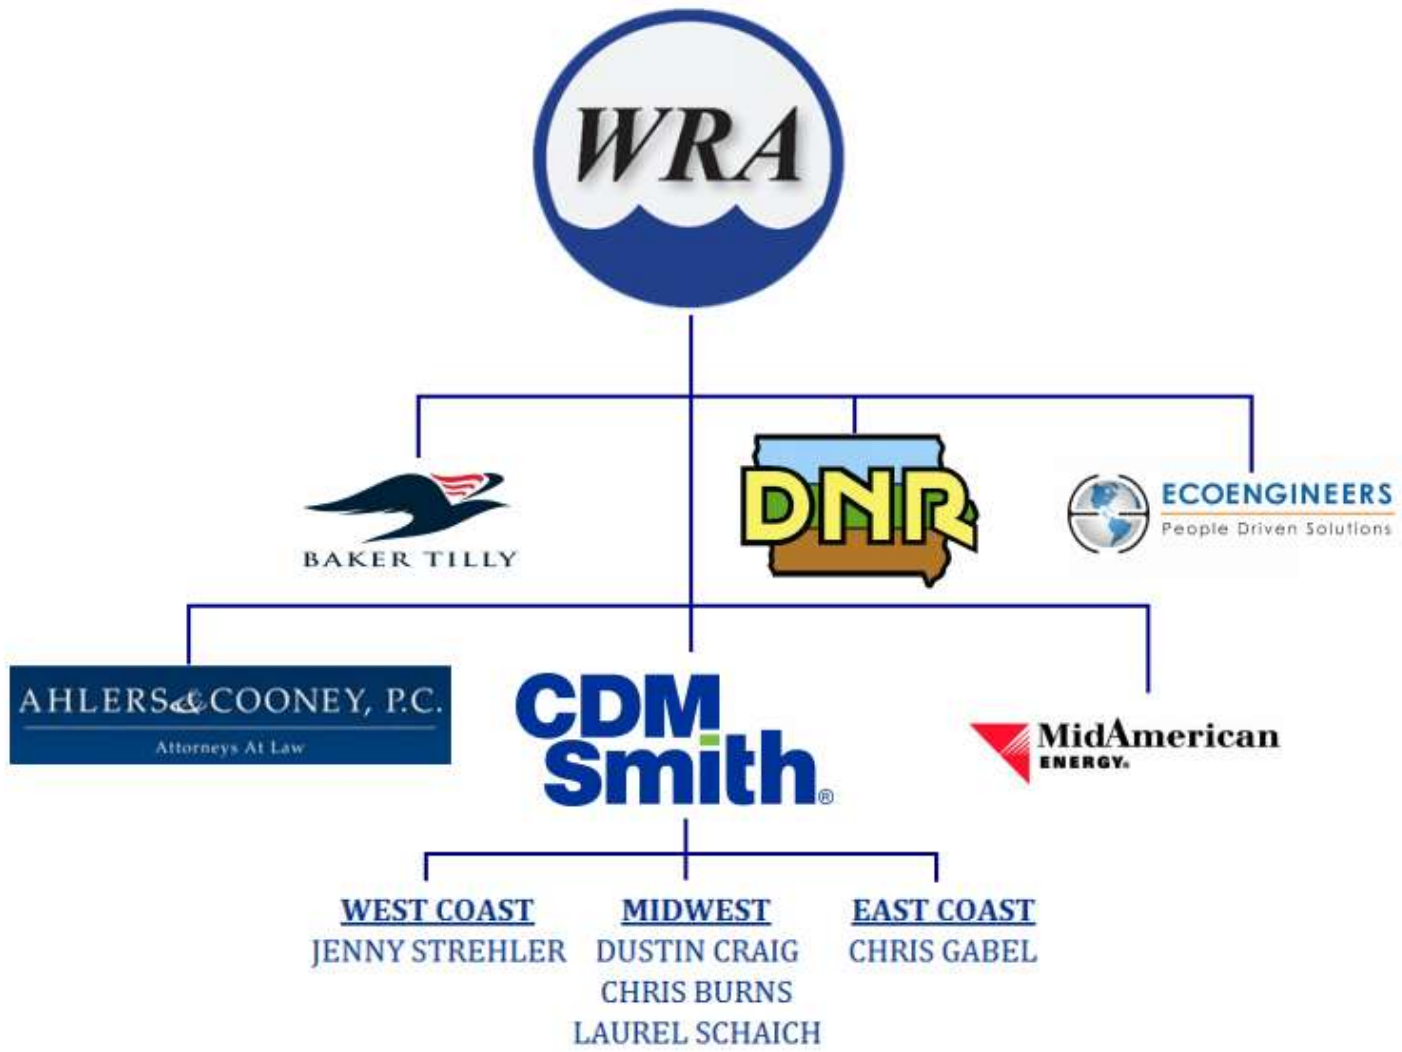 WRA
BAKER TILLY
DNR
ECOENGINEERS
People Driven Solutions
AHLERS & COONEY, P.C.
Attorneys At Law
CDM
Smith®
MidAmerican
ENERGY®
WEST COAST
JENNY STREHLER
MIDWEST
DUSTIN CRAIG
CHRIS BURNS
LAUREL SCHAICH
EAST COAST
CHRIS GABEL